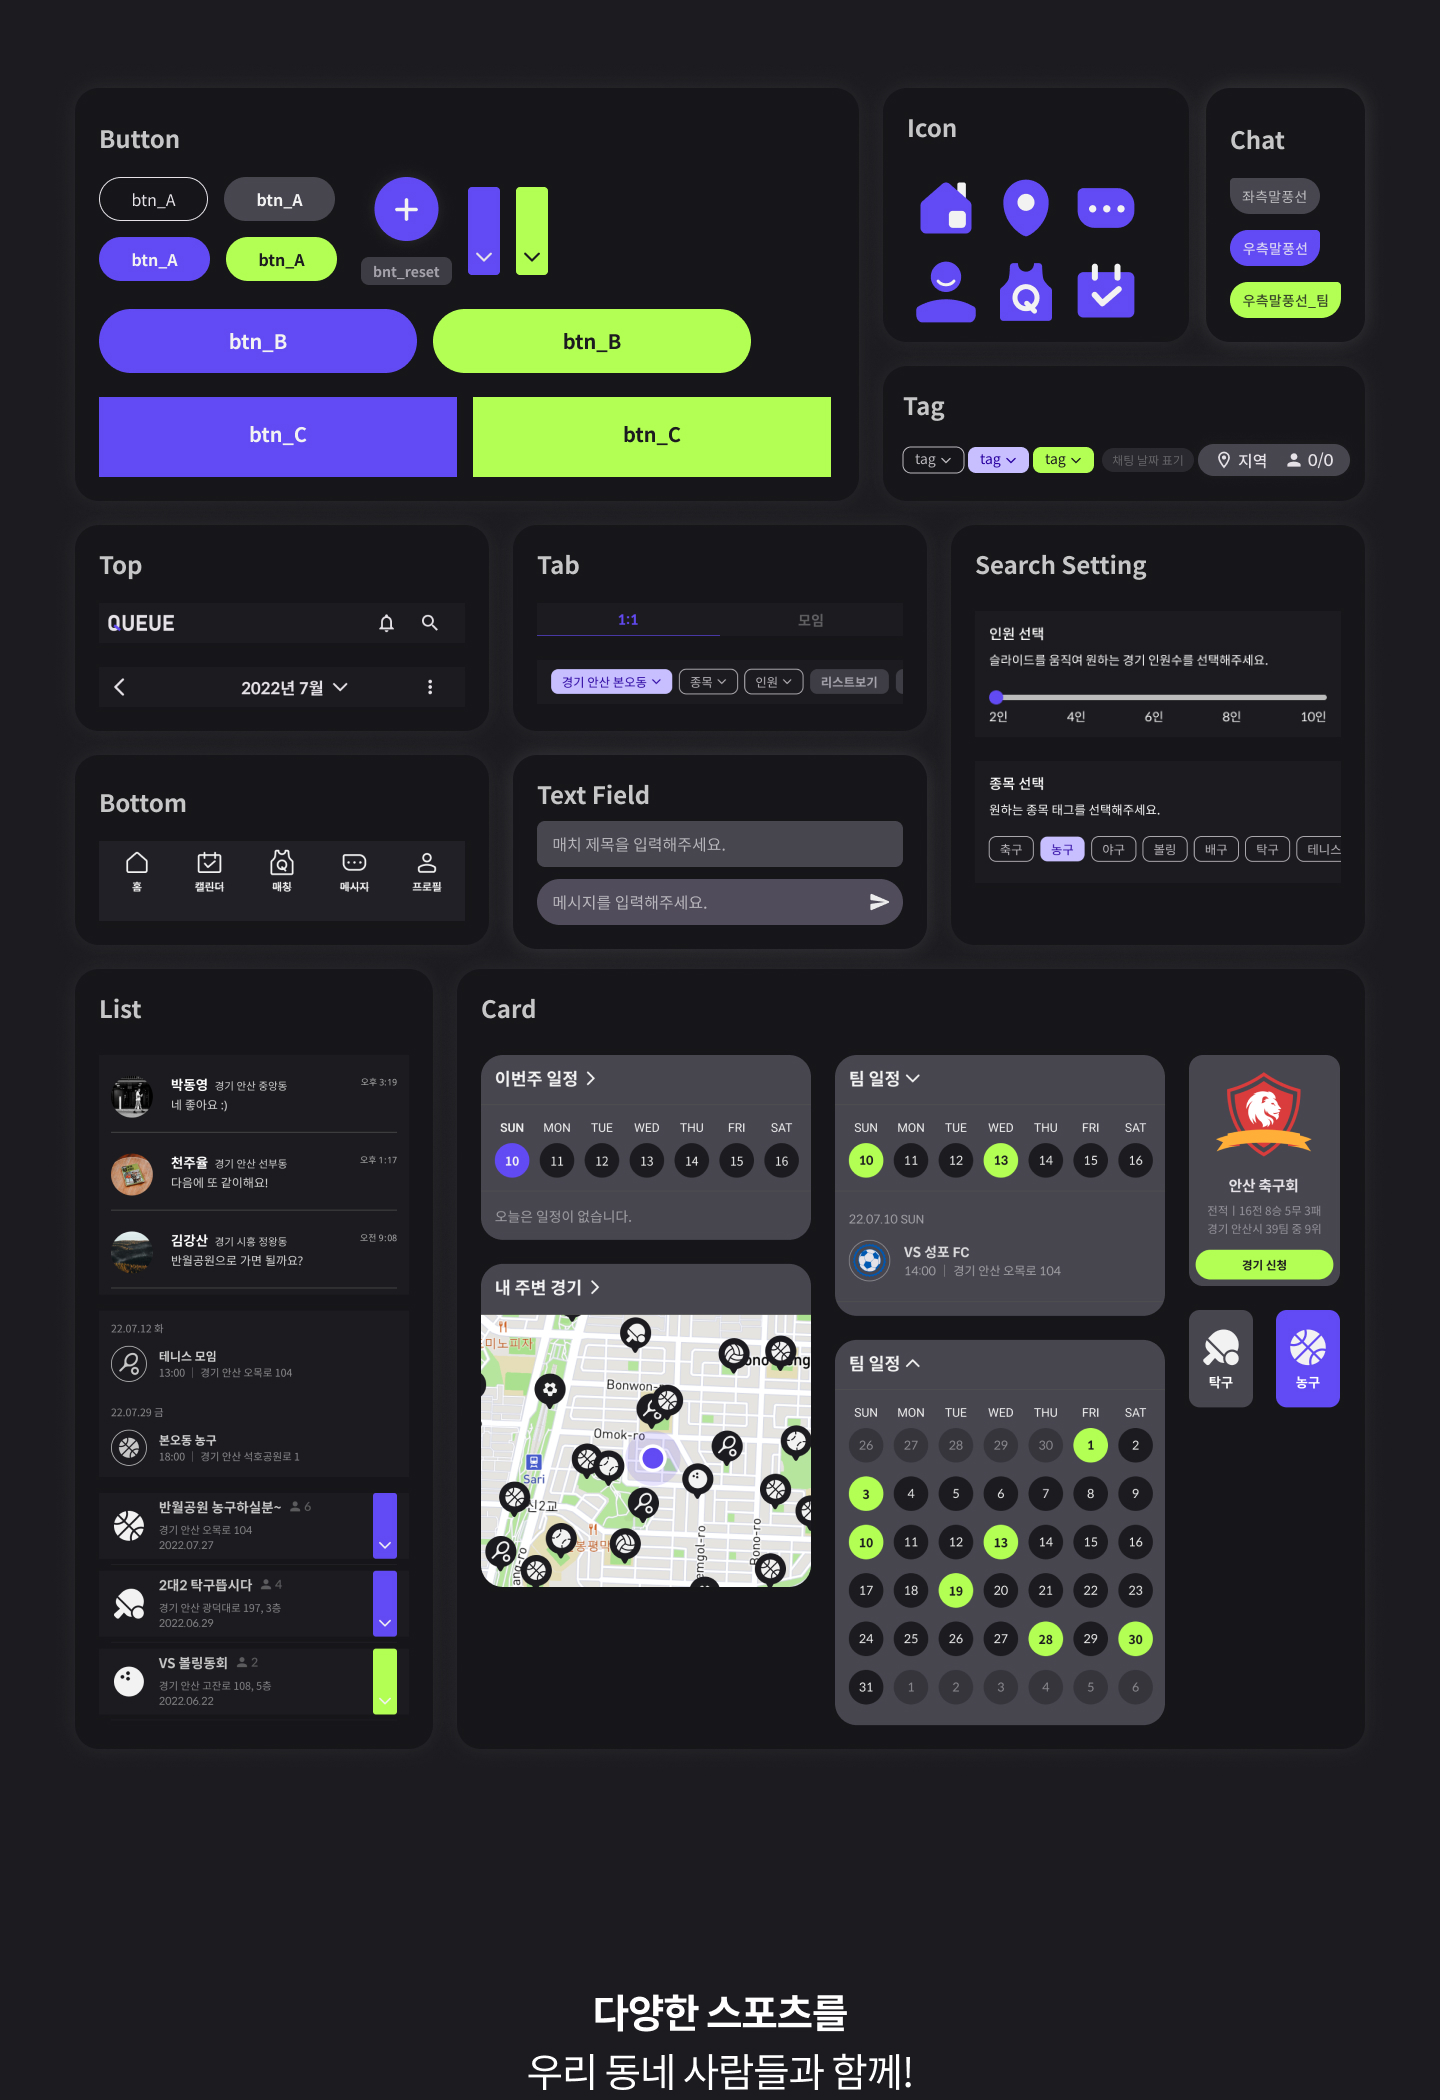 Button
btn_A
btn_A
btn_A
btn_A
bnt_reset
btn_B
btn_B
btn_C
btn_C
Icon
Q
Chat
좌측말풍선
우측말풍선
우측말풍선_팀
Tag
tag
tag
tag
채팅 날짜 표기
지역
0/0
Top
QUEUE
2022년 7월
Tab
1:1
모임
경기 안산 본오동
종목
인원
리스트보기
Search Setting
인원 선택
슬라이드를 움직여 원하는 경기 인원수를 선택해주세요.
2인 4인 6인 8인 10인
종목 선택
원하는 종목 태그를 선택해주세요.
축구 농구 야구 볼링 배구 탁구 테니스
Bottom
Q
홈 캘린더 매칭 메시지 프로필
Text Field
매치 제목을 입력해주세요.
메시지를 입력해주세요.
List
박동영 경기 안산 중앙동 오후 3:19
네 좋아요 :)
천주율 경기 안산 선부동 오후 1:17
다음에 또 같이해요!
김강산 경기 시흥 정왕동 오전 9:08
반월공원으로 가면 될까요?
22.07.12 화
테니스 모임
13:00 | 경기 안산 오목로 104
22.07.29 금
본오동 농구
18:00 | 경기 안산 석호공원로 1
반월공원 농구하실분~ 6
경기 안산 오목로 104
2022.07.27
2대2 탁구뜹시다 4
경기 안산 광덕대로 197, 3층
2022.06.29
VS 볼링동회 2
경기 안산 고잔로 108, 5층
2022.06.22
Card
이번주 일정
SUN MON TUE WED THU FRI SAT
10 11 12 13 14 15 16
오늘은 일정이 없습니다.
내 주변 경기
미노피자
Bonwon-
Omok-ro
Sari
신2교
봉평막
emgol-ro
Bono-ro
ang-ro
팀 일정
SUN MON TUE WED THU FRI SAT
10 11 12 13 14 15 16
22.07.10 SUN
VS 성포 FC
14:00 | 경기 안산 오목로 104
팀 일정
SUN MON TUE WED THU FRI SAT
26 27 28 29 30 1 2
3 4 5 6 7 8 9
10 11 12 13 14 15 16
17 18 19 20 21 22 23
24 25 26 27 28 29 30
31 1 2 3 4 5 6
안산 축구회
전적 | 16전 8승 5무 3패
경기 안산시 39팀 중 9위
경기 신청
탁구
농구
다양한 스포츠를
우리 동네 사람들과 함께!